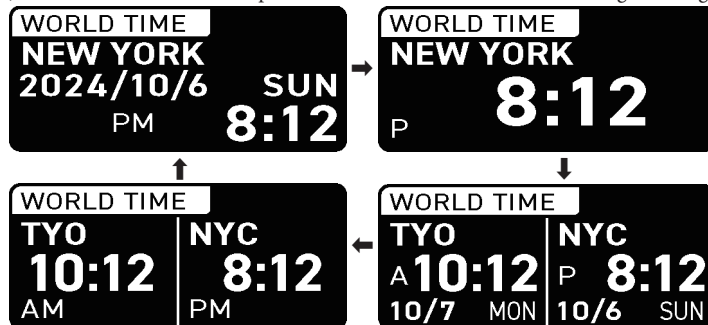 WORLD TIME
NEW YORK
2024/10/6 SUN
PM 8:12
WORLD TIME
NEW YORK
P 8:12
WORLD TIME
TYO NYC
10:12 8:12
AM PM
WORLD TIME
TYO NYC
A 10:12 P 8:12
10/7 MON 10/6 SUN